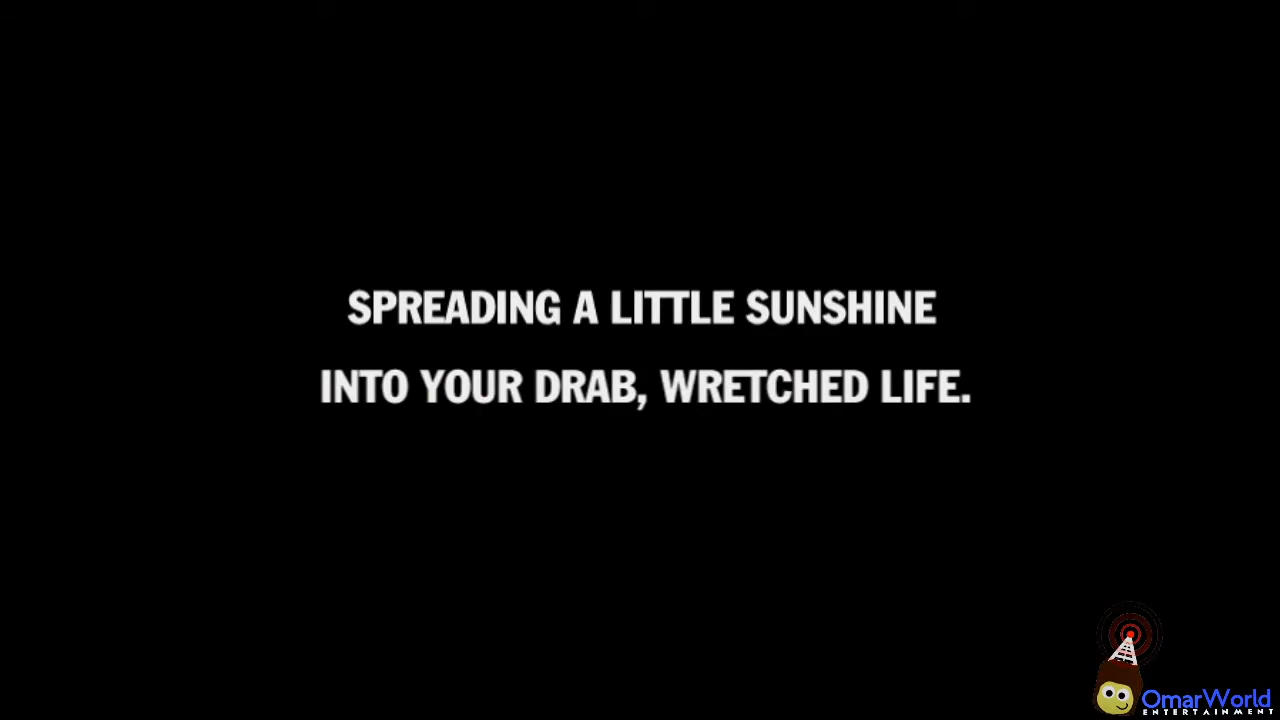 SPREADING A LITTLE SUNSHINE
INTO YOUR DRAB, WRETCHED LIFE.
OmarWorld
ENTERTAINMENT